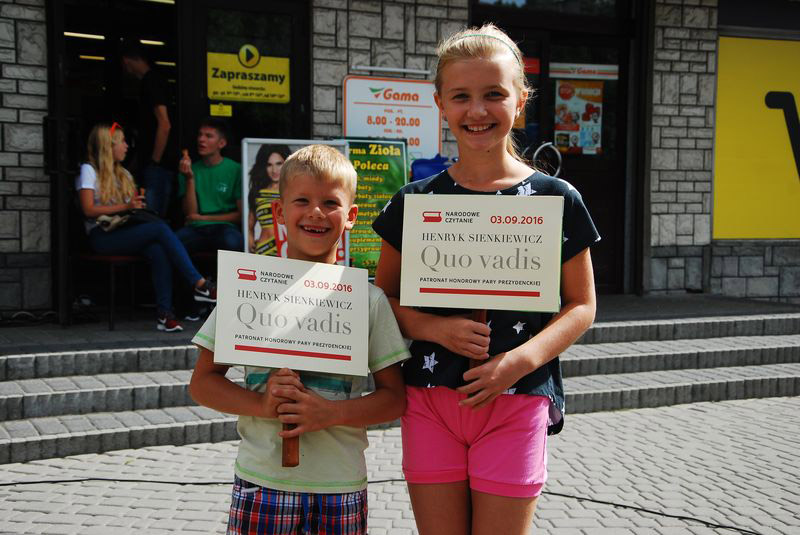 Zapraszamy
Gama
8.00 - 20.00
rma Zioła
Poleca
NARODOWE
CZYTANIE
03.09.2016
HENRYK SIENKIEWICZ
Quo vadis
PATRONAT HONOROWY PARY PREZYDENCKIEJ
NARODOWE
CZYTANIE
03.09.2016
HENRYK SIENKIEWICZ
Quo vadis
PATRONAT HONOROWY PARY PREZYDENCKIEJ